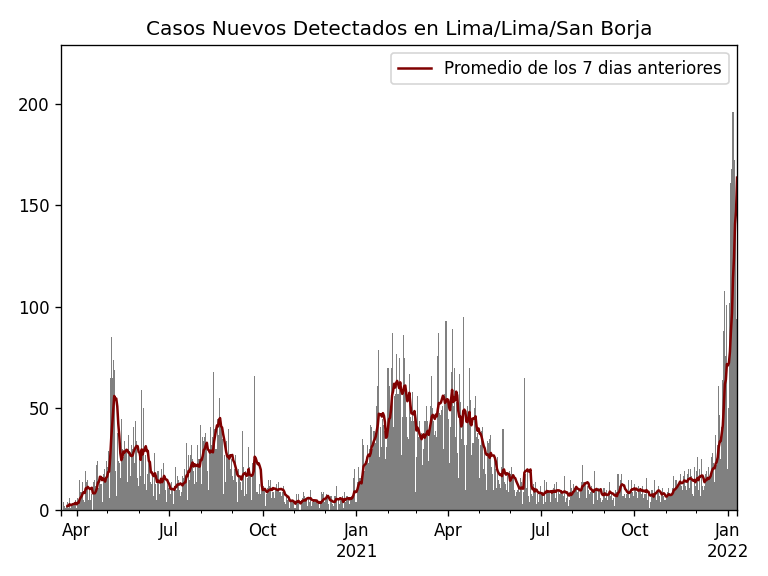 Casos Nuevos Detectados en Lima/Lima/San Borja
Promedio de los 7 dias anteriores
200
150
100
50
0
Apr Jul Oct Jan Apr Jul Oct Jan
2021 2022